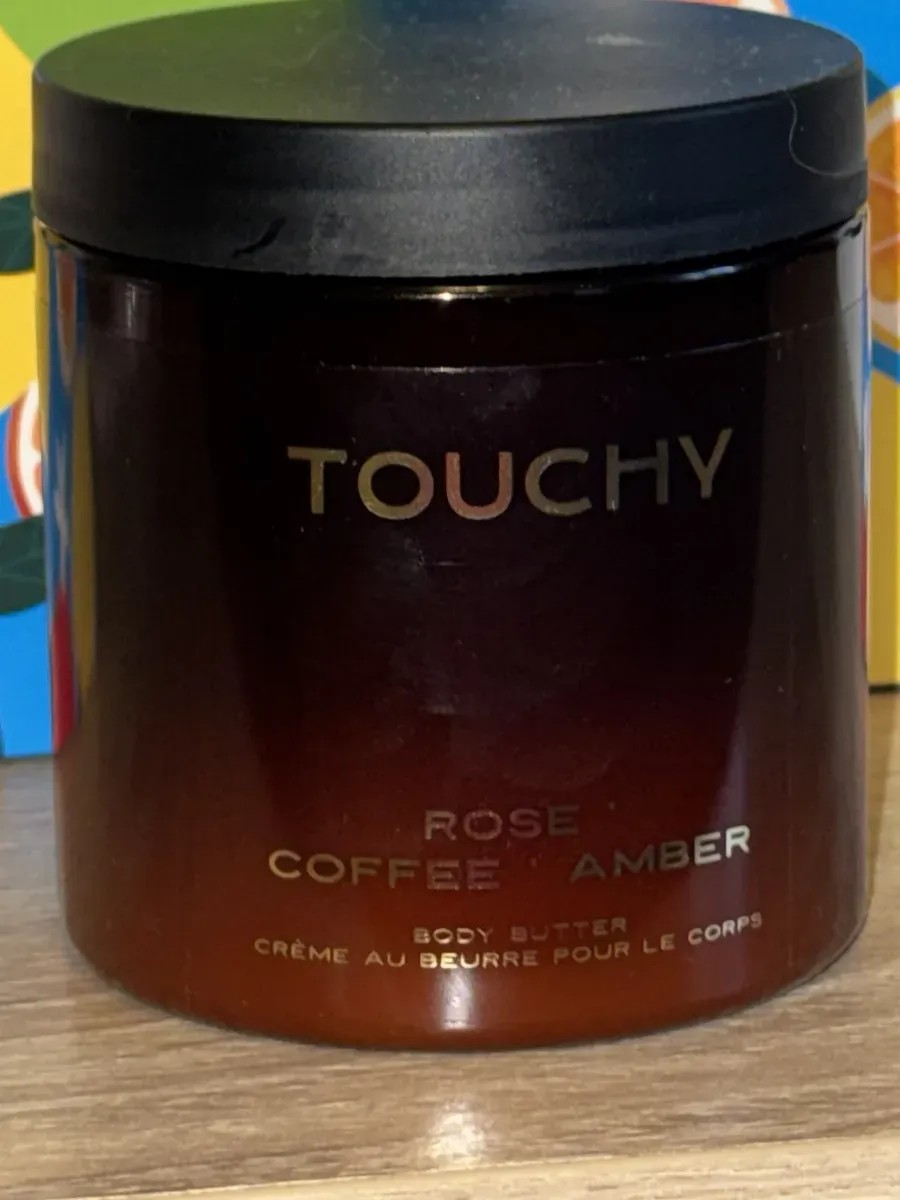 TOUCHY
ROSE
COFFEE AMBER
BODY BUTTER
CRÈME AU BEURRE POUR LE CORPS